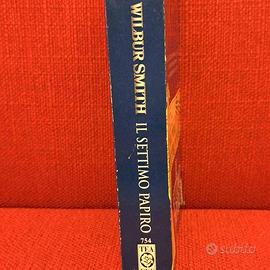 WILBUR SMITH IL SETTIMO PAPIRO
754
TEA
subito